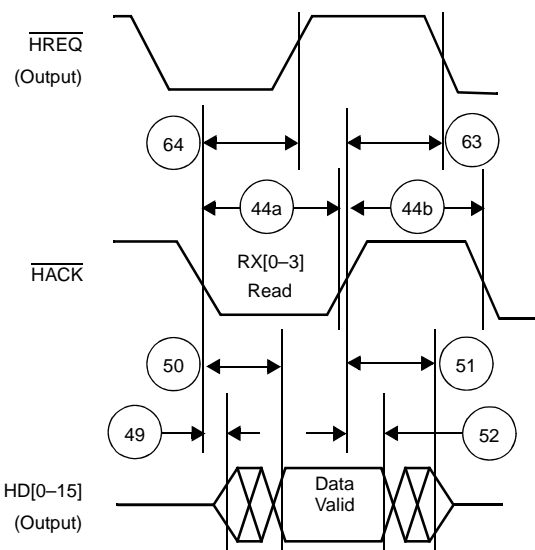 HREQ
(Output)
64
63
44a
44b
HACK
RX[0–3]
Read
50
51
49
52
HD[0–15]
(Output)
Data
Valid